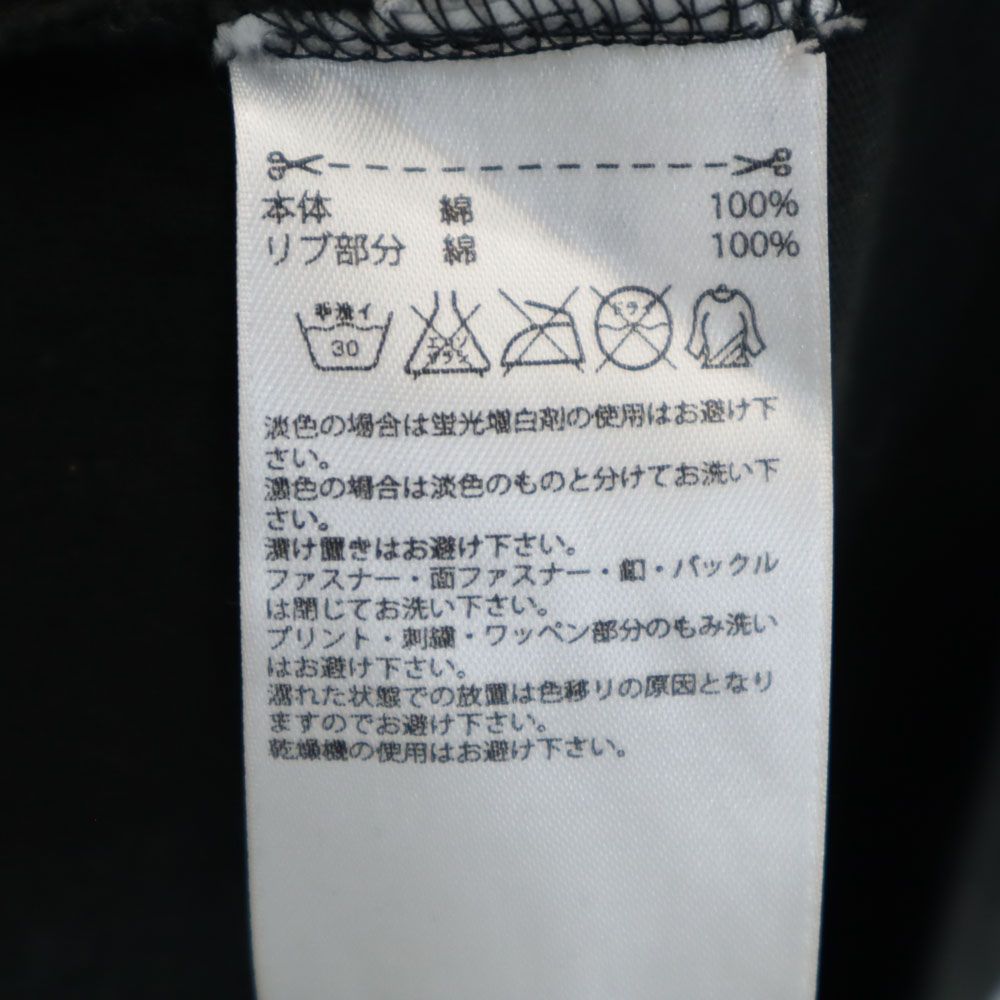 本体 綿 100%
リブ部分 綿 100%
手洗イ
30
エンソ
サラシ
ドライ
淡色の場合は蛍光増白剤の使用はお避け下
さい。
濃色の場合は淡色のものと分けてお洗い下
さい。
漬け置きはお避け下さい。
ファスナー・面ファスナー・釦・バックル
は閉じてお洗い下さい。
プリント・刺繍・ワッペン部分のもみ洗い
はお避け下さい。
濡れた状態での放置は色移りの原因となり
ますのでお避け下さい。
乾燥機の使用はお避け下さい。